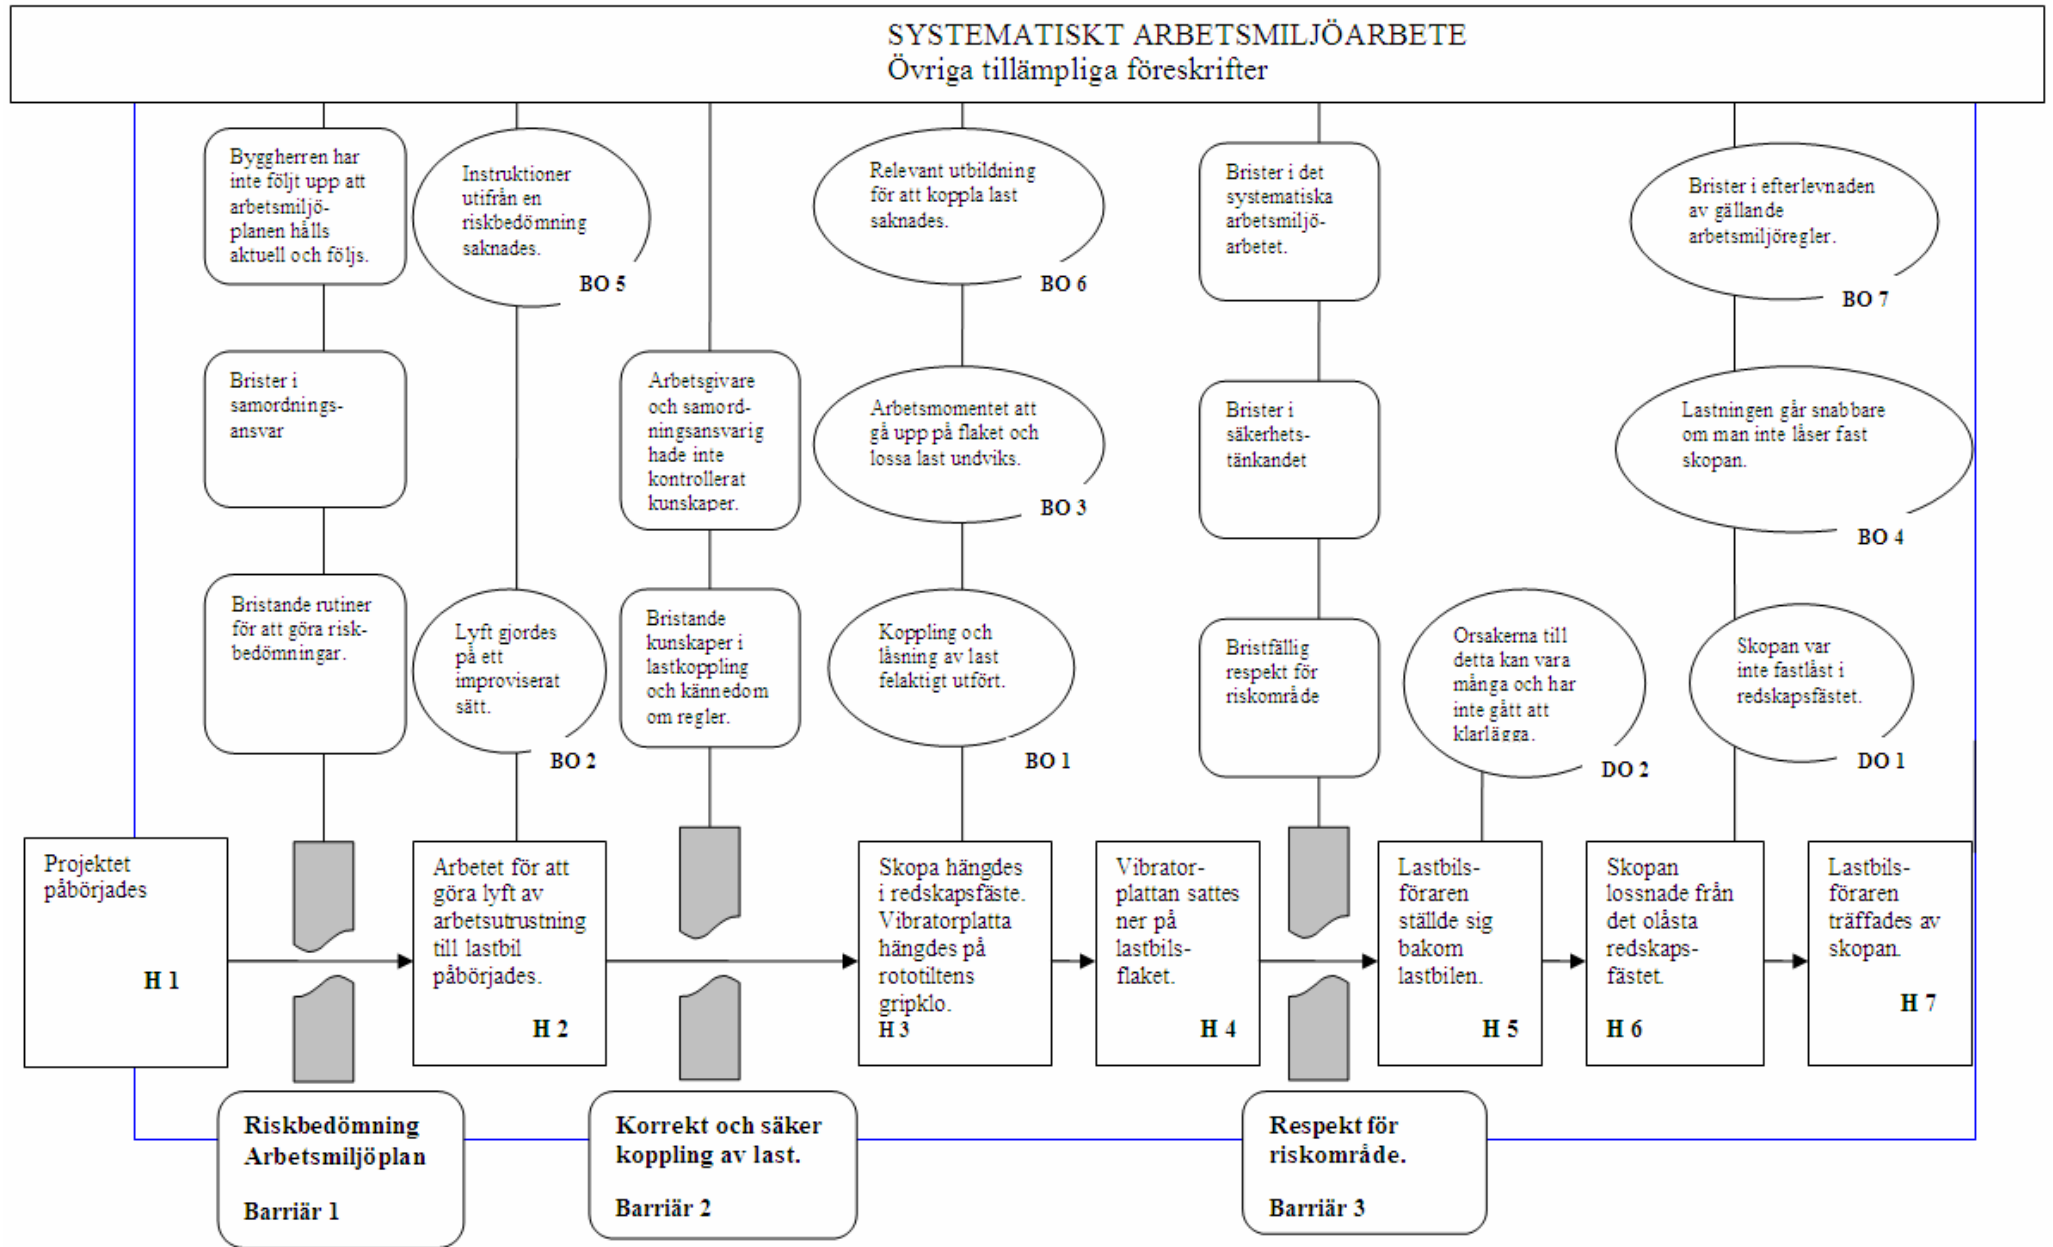 SYSTEMATISKT ARBETSMILJÖARBETE
Övriga tillämpliga föreskrifter
Byggherren har
inte följt upp att
arbetsmiljö-
planen hålls
aktuell och följs.
Instruktioner
utifrån en
riskbedömning
saknades.
BO 5
Relevant utbildning
för att koppla last
saknades.
BO 6
Brister i det
systematiska
arbetsmiljö-
arbetet.
Brister i efterlevnaden
av gällande
arbetsmiljöregler.
BO 7
Brister i
samordnings-
ansvar
Arbetsgivare
och samord-
ningsansvarig
hade inte
kontrollerat
kunskaper.
Arbetsmomentet att
gå upp på flaket och
lossa last undviks.
BO 3
Brister i
säkerhets-
tänkandet
Lastningen går snabbare
om man inte låser fast
skopan.
BO 4
Bristande rutiner
för att göra risk-
bedömningar.
Lyft gjordes
på ett
improviserat
sätt.
BO 2
Bristande
kunskaper i
lastkoppling
och kännedom
om regler.
Koppling och
låsning av last
felaktigt utfört.
BO 1
Bristfällig
respekt för
riskområde
Orsakerna till
detta kan vara
många och har
inte gått att
klarlägga.
DO 2
Skopan var
inte fastlåst i
redskapsfästet.
DO 1
Projektet
påbörjades
H 1
Arbetet för att
göra lyft av
arbetsutrustning
till lastbil
påbörjades.
H 2
Skopa hängdes
i redskapsfäste.
Vibratorplatta
hängdes på
rototiltens
gripklo.
H 3
Vibrator-
plattan sattes
ner på
lastbils-
flaket.
H 4
Lastbils-
föraren
ställde sig
bakom
lastbilen.
H 5
Skopan
lossnade från
det olåsta
redskaps-
fästet.
H 6
Lastbils-
föraren
träffades av
skopan.
H 7
Riskbedömning
Arbetsmiljöplan
Barriär 1
Korrekt och säker
koppling av last.
Barriär 2
Respekt för
riskområde.
Barriär 3